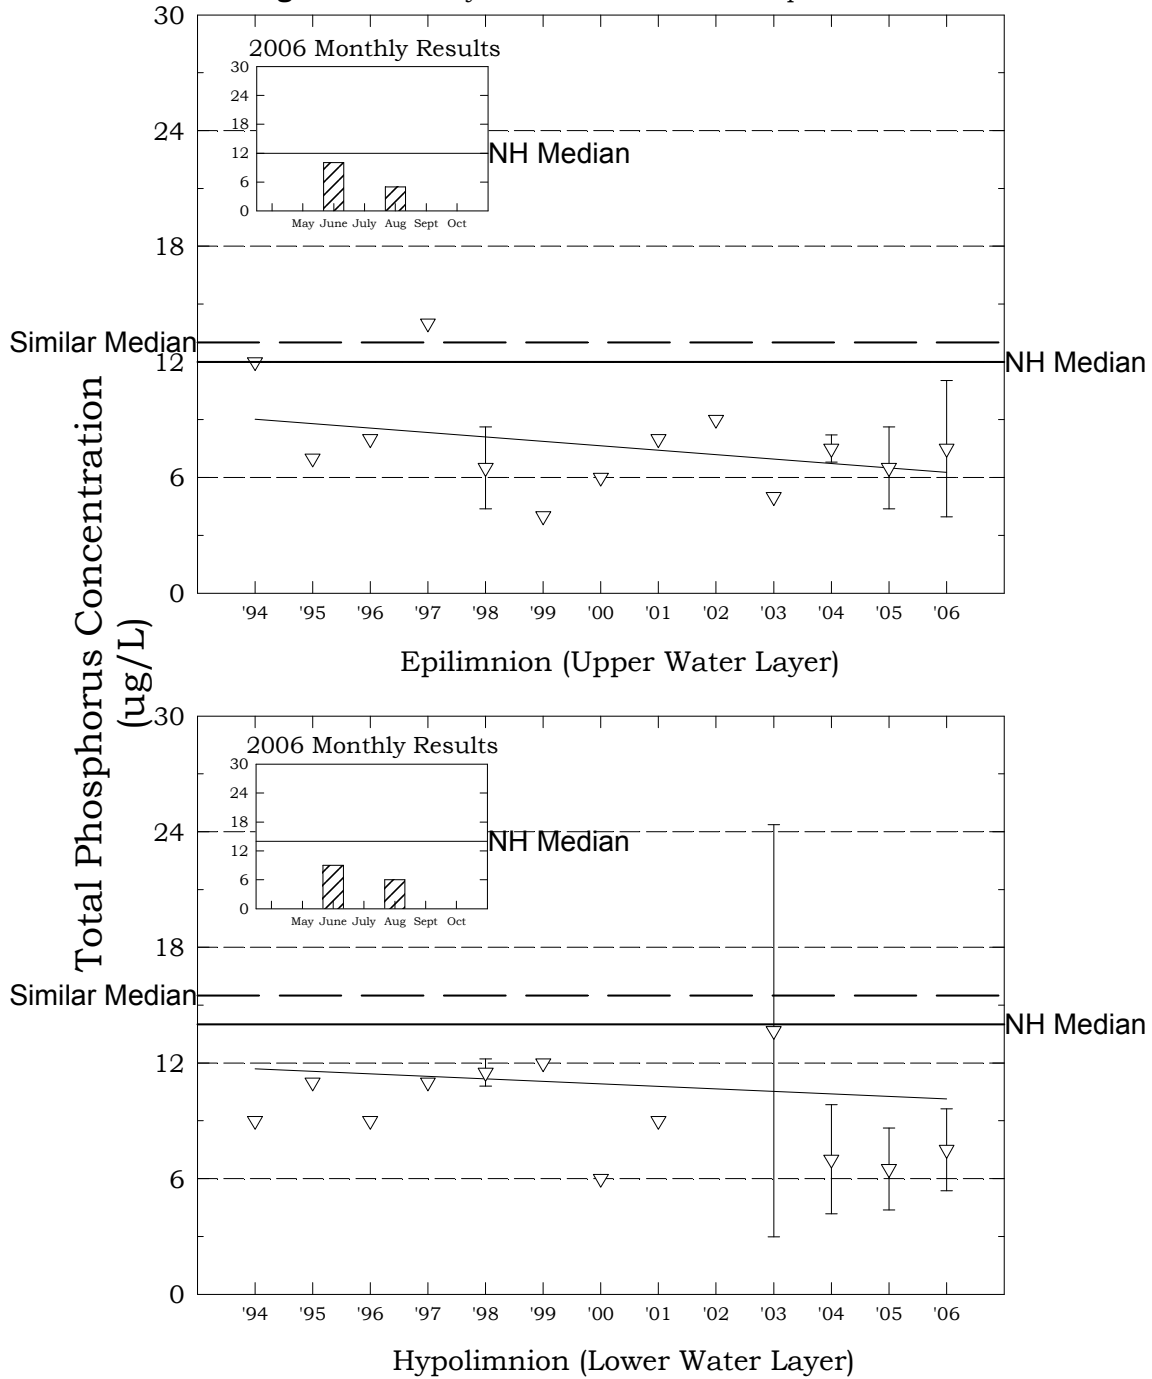 2006 Monthly Results
30
24
18
12
6
0
NH Median
May June July Aug Sept Oct
30
24
18
12
6
0
Similar Median
NH Median
'94 '95 '96 '97 '98 '99 '00 '01 '02 '03 '04 '05 '06
Epilimnion (Upper Water Layer)
Total Phosphorus Concentration
(ug/L)
2006 Monthly Results
30
24
18
12
6
0
NH Median
May June July Aug Sept Oct
30
24
18
12
6
0
Similar Median
NH Median
'94 '95 '96 '97 '98 '99 '00 '01 '02 '03 '04 '05 '06
Hypolimnion (Lower Water Layer)